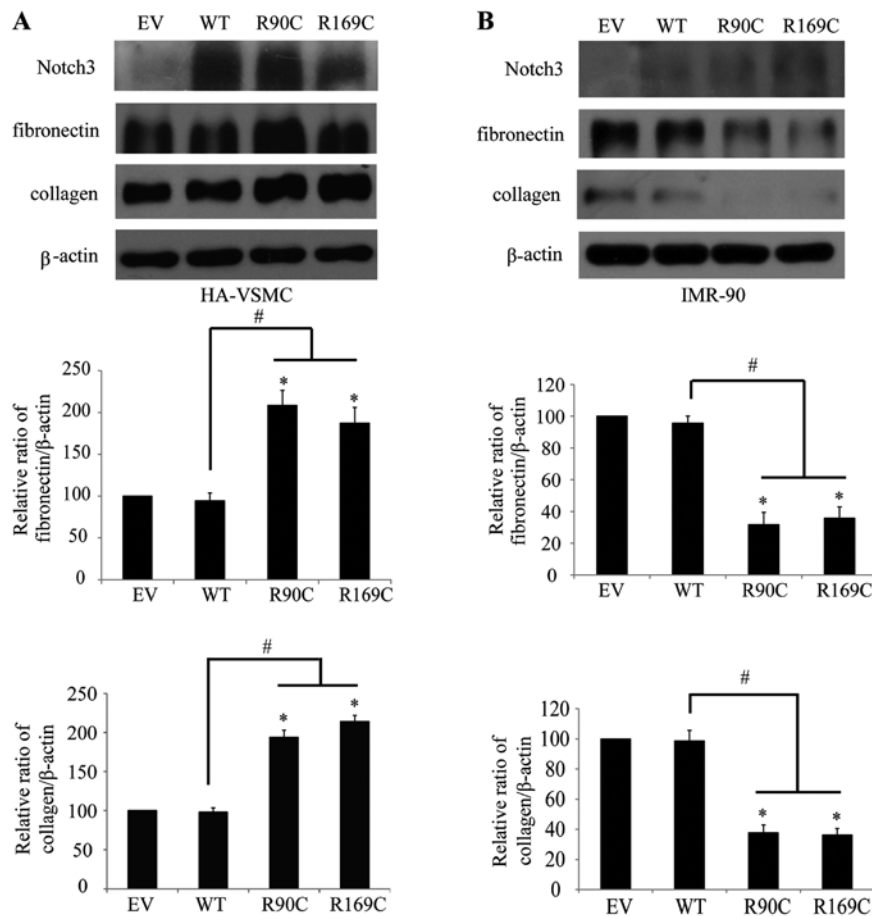 A
EV WT R90C R169C
Notch3
fibronectin
collagen
β-actin
HA-VSMC
#
250
200
150
100
50
0
* *
Relative ratio of
fibronectin/β-actin
EV WT R90C R169C
#
250
200
150
100
50
0
* *
Relative ratio of
collagen/β-actin
EV WT R90C R169C
B
EV WT R90C R169C
Notch3
fibronectin
collagen
β-actin
IMR-90
#
120
100
80
60
40
20
0
* *
Relative ratio of
fibronectin/β-actin
EV WT R90C R169C
#
120
100
80
60
40
20
0
* *
Relative ratio of
collagen/β-actin
EV WT R90C R169C